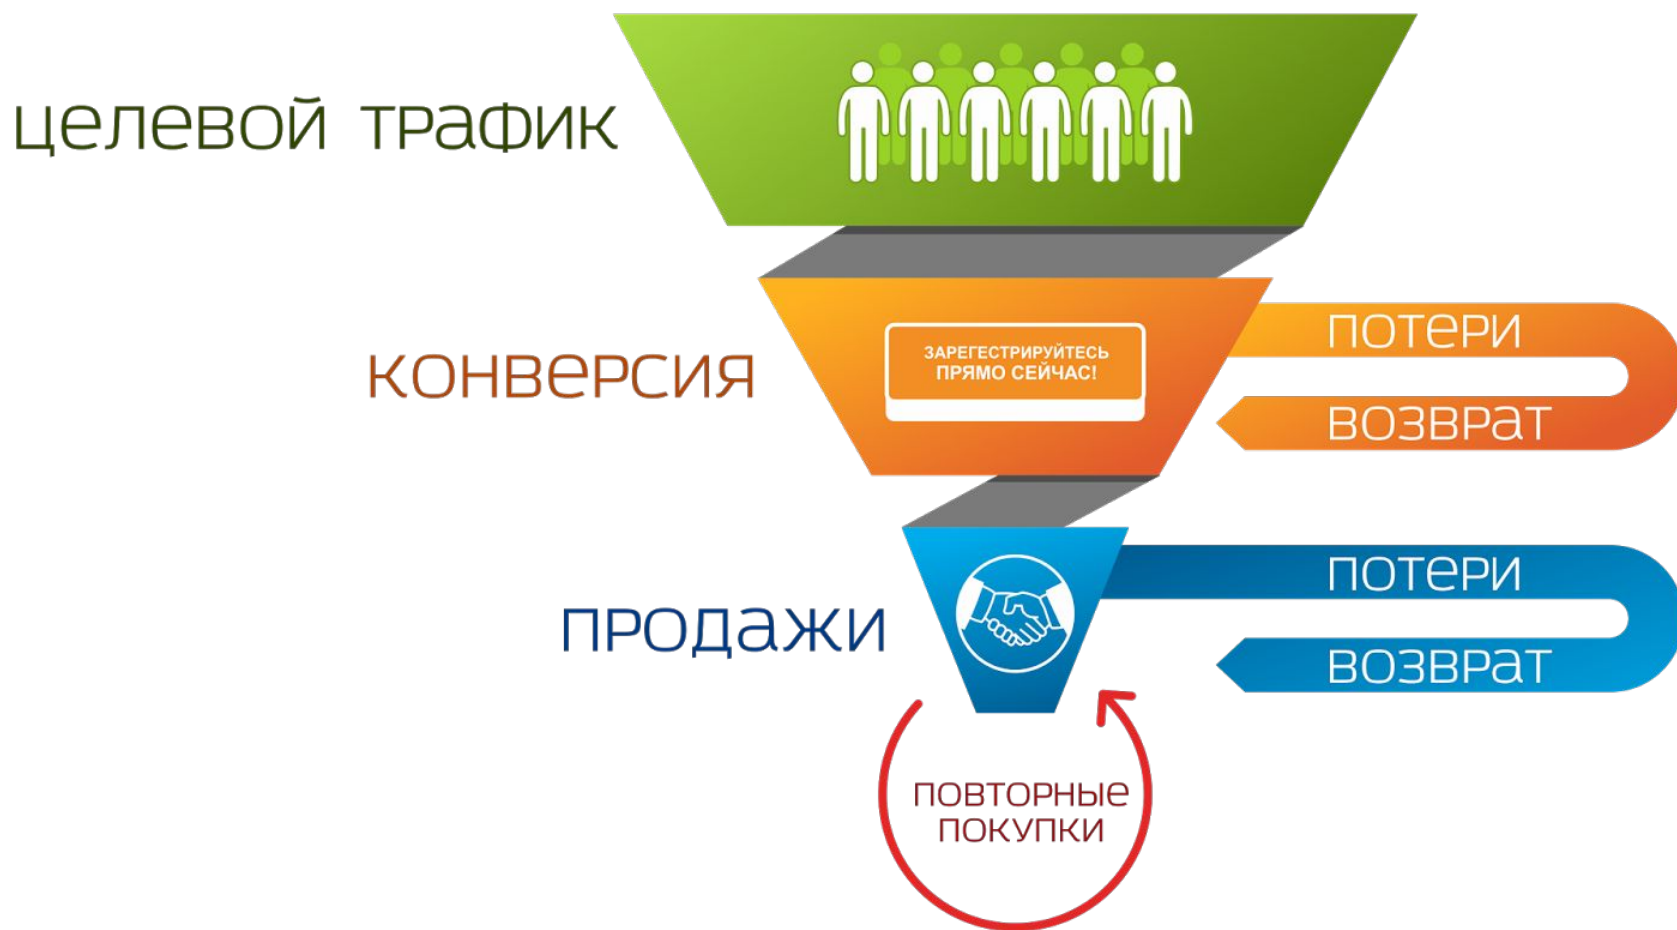 целевой трафик
конверсия
ЗАРЕГЕСТРИРУЙТЕСЬ
ПРЯМО СЕЙЧАС!
потери
возврат
продажи
потери
возврат
повторные
покупки